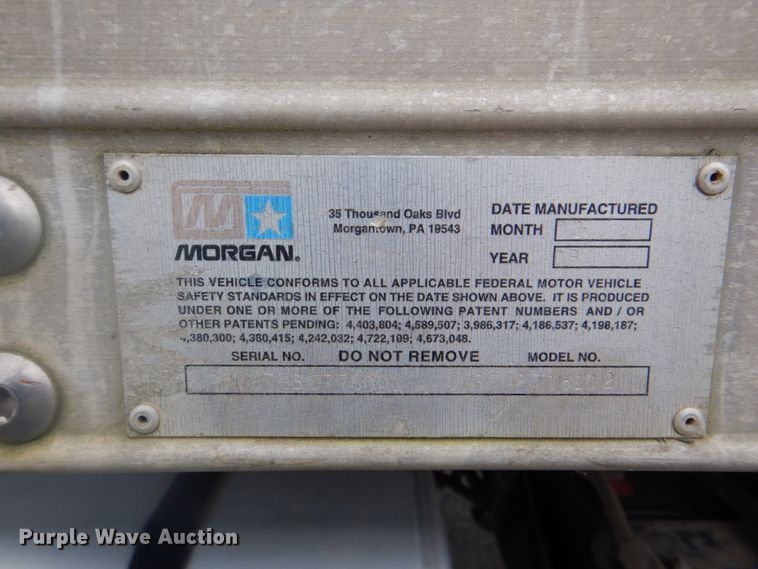 M
MORGAN®
35 Thousand Oaks Blvd
Morgantown, PA 19543
DATE MANUFACTURED
MONTH
YEAR
THIS VEHICLE CONFORMS TO ALL APPLICABLE FEDERAL MOTOR VEHICLE
SAFETY STANDARDS IN EFFECT ON THE DATE SHOWN ABOVE. IT IS PRODUCED
UNDER ONE OR MORE OF THE FOLLOWING PATENT NUMBERS AND / OR
OTHER PATENTS PENDING: 4,403,804; 4,589,507; 3,986,317; 4,186,537; 4,198,187;
4,380,300; 4,380,415; 4,242,032; 4,722,109; 4,673,048.
SERIAL NO. DO NOT REMOVE MODEL NO.
Purple Wave Auction